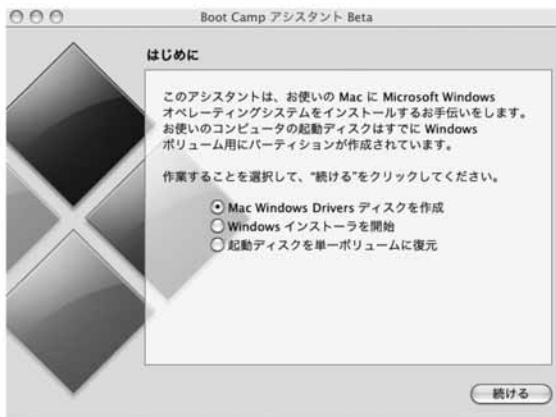 Boot Camp アシスタント Beta
はじめに
このアシスタントは、お使いの Mac に Microsoft Windows
オペレーティングシステムをインストールするお手伝いをします。
お使いのコンピュータの起動ディスクはすでに Windows
ボリューム用にパーティションが作成されています。
作業することを選択して、“続ける”をクリックしてください。
Mac Windows Drivers ディスクを作成
Windows インストーラを開始
起動ディスクを単一ボリュームに復元
続ける